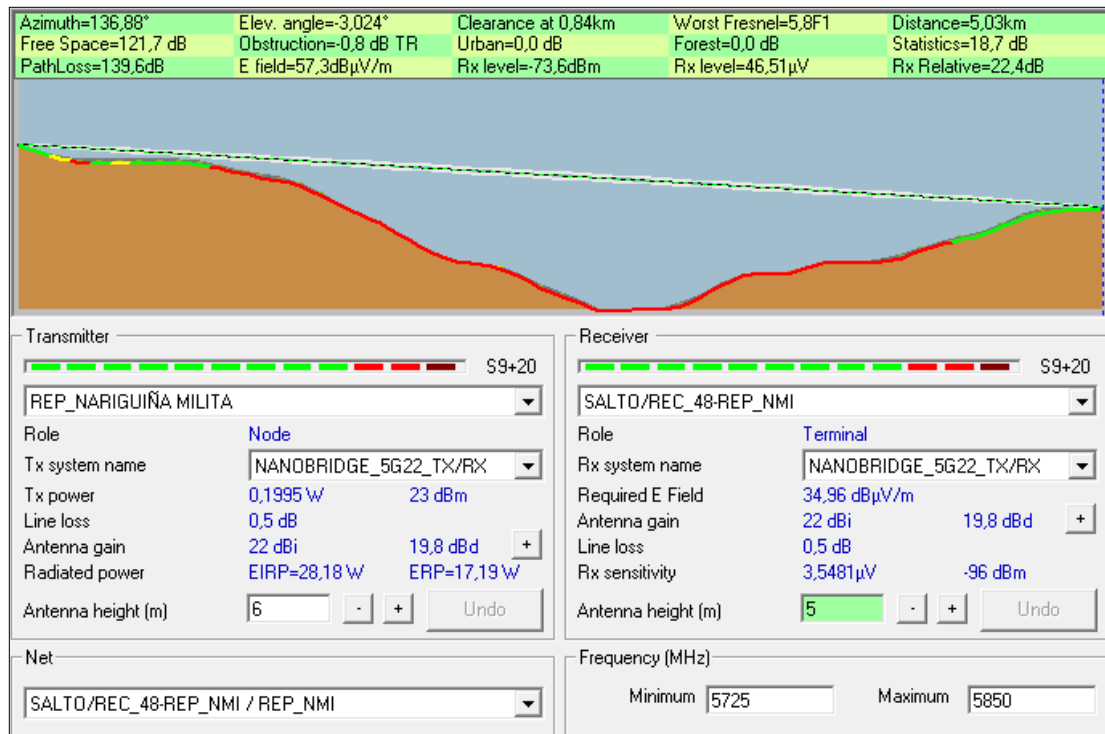 Azimuth=136,88° Elev. angle=-3,024° Clearance at 0,84km Worst Fresnel=5,8F1 Distance=5,03km
Free Space=121,7 dB Obstruction=-0,8 dB TR Urban=0,0 dB Forest=0,0 dB Statistics=18,7 dB
PathLoss=139,6dB E field=57,3dBμV/m Rx level=-73,6dBm Rx level=46,51μV Rx Relative=22,4dB
Transmitter
S9+20
REP_NARIGUIÑA MILITA
Role Node
Tx system name NANOBRIDGE_5G22_TX/RX
Tx power 0,1995 W 23 dBm
Line loss 0,5 dB
Antenna gain 22 dBi 19,8 dBd +
Radiated power EIRP=28,18 W ERP=17,19 W
Antenna height (m) 6 - + Undo
Receiver
S9+20
SALTO/REC_48-REP_NMI
Role Terminal
Rx system name NANOBRIDGE_5G22_TX/RX
Required E Field 34,96 dBμV/m
Antenna gain 22 dBi 19,8 dBd +
Line loss 0,5 dB
Rx sensitivity 3,5481μV -96 dBm
Antenna height (m) 5 - + Undo
Net
SALTO/REC_48-REP_NMI / REP_NMI
Frequency (MHz)
Minimum 5725 Maximum 5850